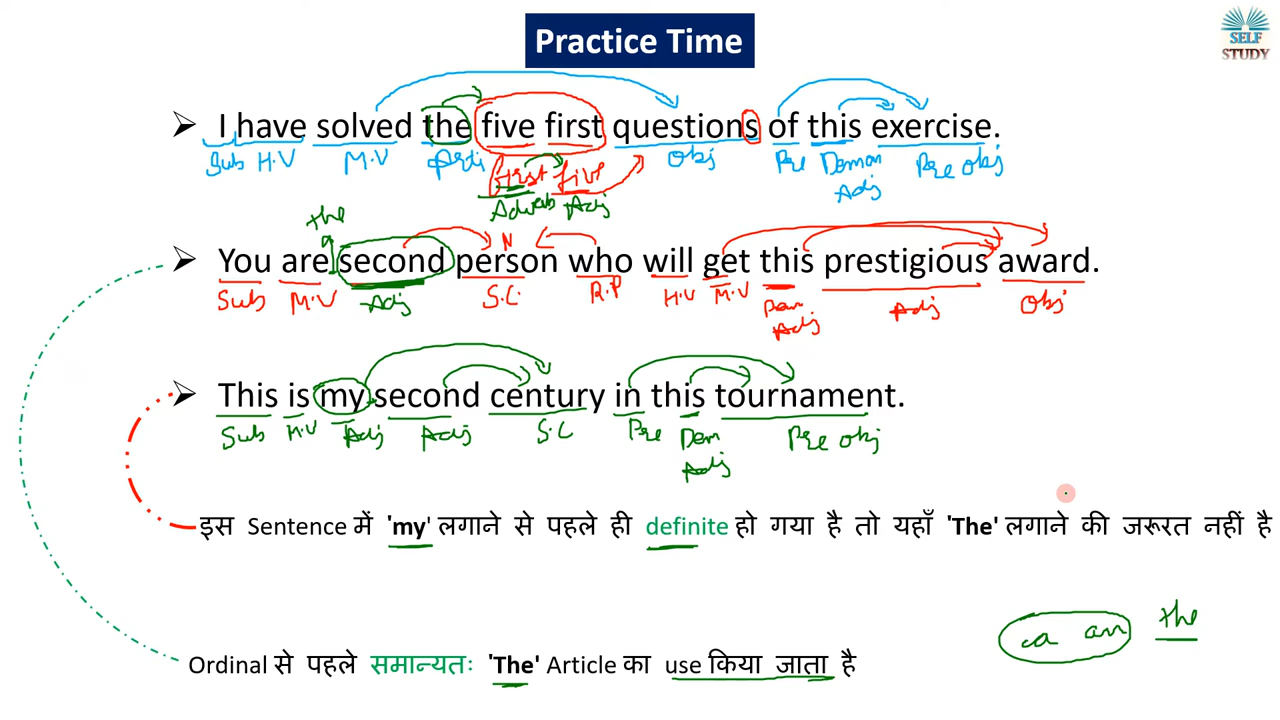 Practice Time
SELF
STUDY
➢ I have solved the five first questions of this exercise.
Sub H.V M.V Arti Obj Pre Demon Adj Pre Obj
first five
Adverb Adj
the
N
➢ You are second person who will get this prestigious award.
Sub M.V Adj S.C R.P H.V M.V Dem Adj Adj Obj
➢ This is my second century in this tournament.
Sub H.V Adj Adj S.C Pre Dem Adj Pre Obj
इस Sentence में 'my' लगाने से पहले ही definite हो गया है तो यहाँ 'The' लगाने की जरूरत नहीं है
a an the
Ordinal से पहले समान्यतः 'The' Article का use किया जाता है